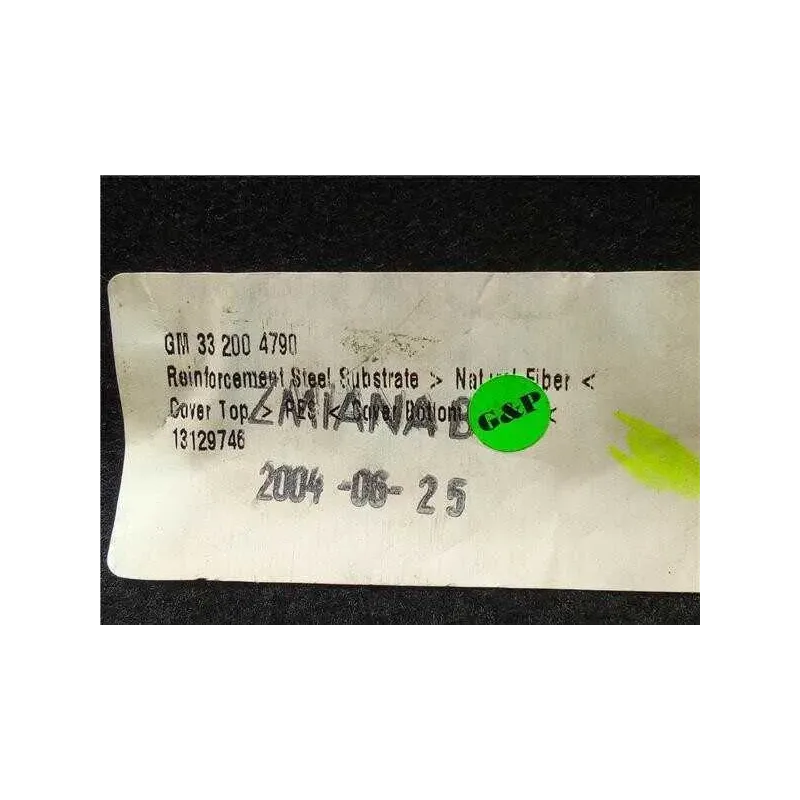 GM 33 200 4790
Reinforcement Steel Substrate > Natural Fiber <
Cover Top > PES < Cover Bottom <
ZMIANA B
G&P
13129746
2004 -06- 25